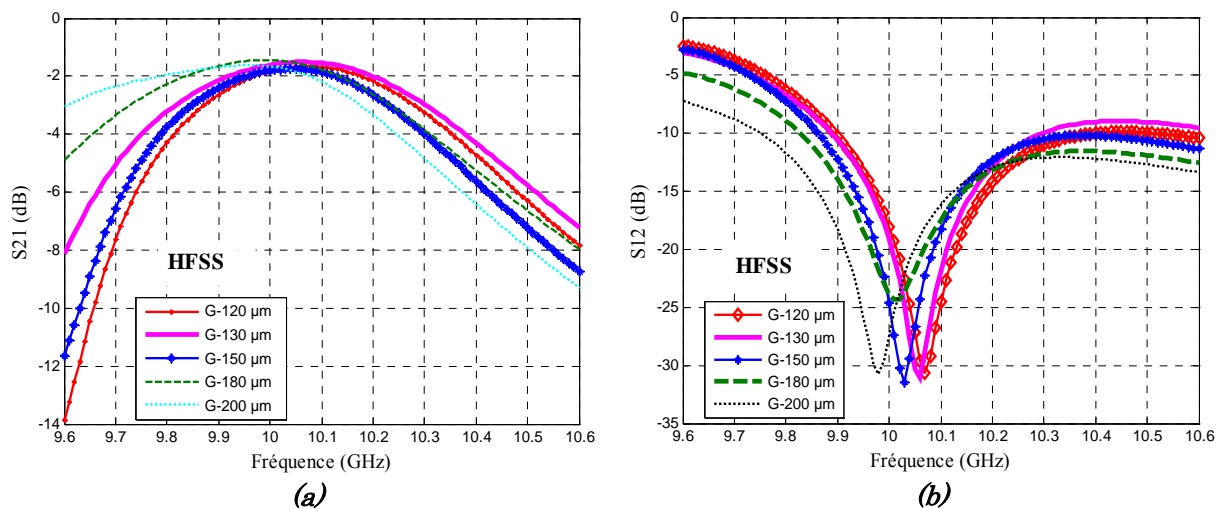 0
-2
-4
-6
-8
-10
-12
-14
S21 (dB)
9.6 9.7 9.8 9.9 10 10.1 10.2 10.3 10.4 10.5 10.6
Fréquence (GHz)
HFSS
G-120 µm
G-130 µm
G-150 µm
G-180 µm
G-200 µm
(a)
0
-5
-10
-15
-20
-25
-30
-35
S12 (dB)
9.6 9.7 9.8 9.9 10 10.1 10.2 10.3 10.4 10.5 10.6
Fréquence (GHz)
HFSS
G-120 µm
G-130 µm
G-150 µm
G-180 µm
G-200 µm
(b)